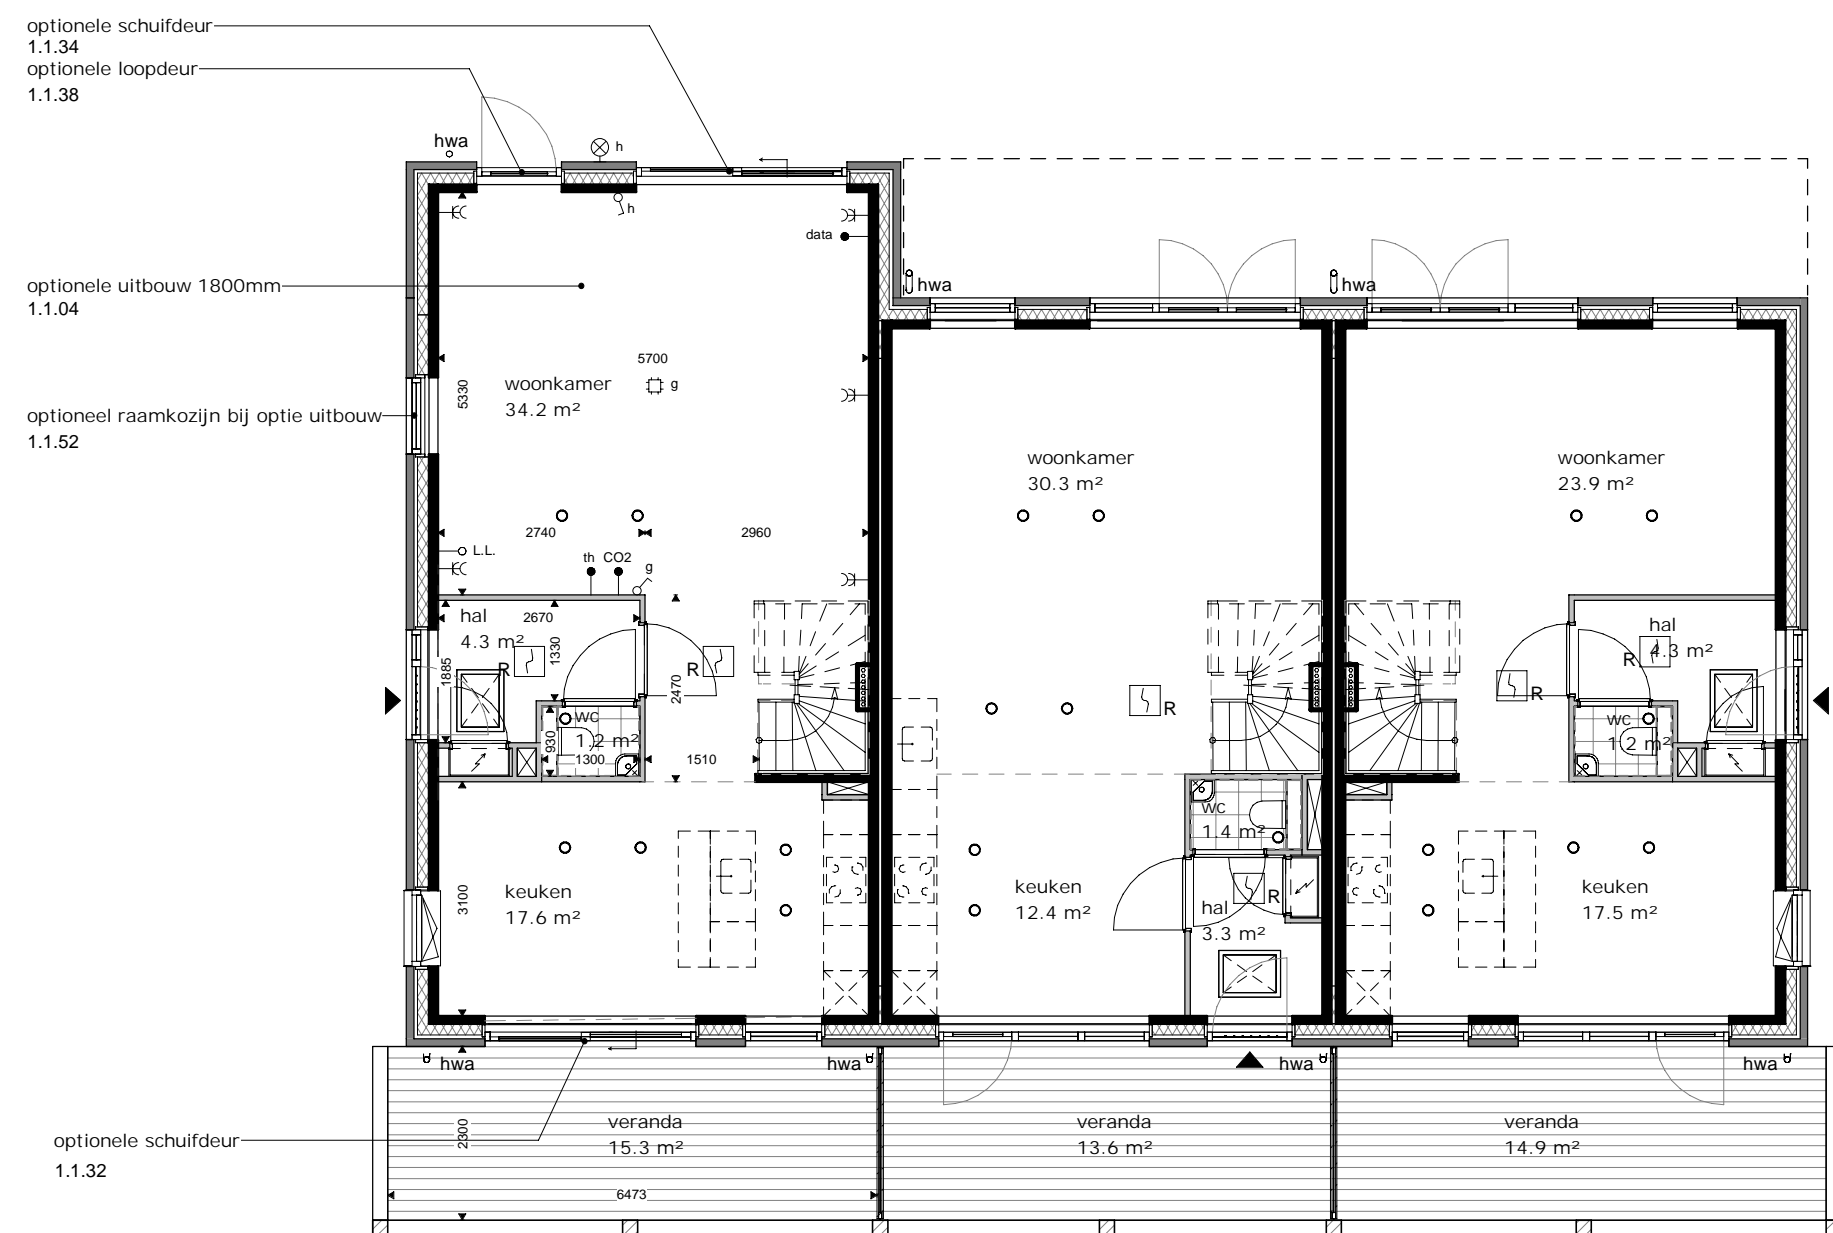 optionele schuifdeur
1.1.34
optionele loopdeur
1.1.38
hwa
h
h
data
hwa
hwa
optionele uitbouw 1800mm
1.1.04
5700
5330
woonkamer
34.2 m²
g
optioneel raamkozijn bij optie uitbouw
1.1.52
woonkamer
30.3 m²
woonkamer
23.9 m²
2740
2960
L.L.
th
CO2
g
hal
4.3 m²
2670
1330
1885
R
R
2470
wc
1.2 m²
930
1300
1510
R
R
R
hal
4.3 m²
wc
1.2 m²
wc
1.4 m²
keuken
17.6 m²
3100
keuken
12.4 m²
R
hal
3.3 m²
keuken
17.5 m²
hwa
hwa
hwa
hwa
veranda
15.3 m²
2300
6473
veranda
13.6 m²
veranda
14.9 m²
optionele schuifdeur
1.1.32